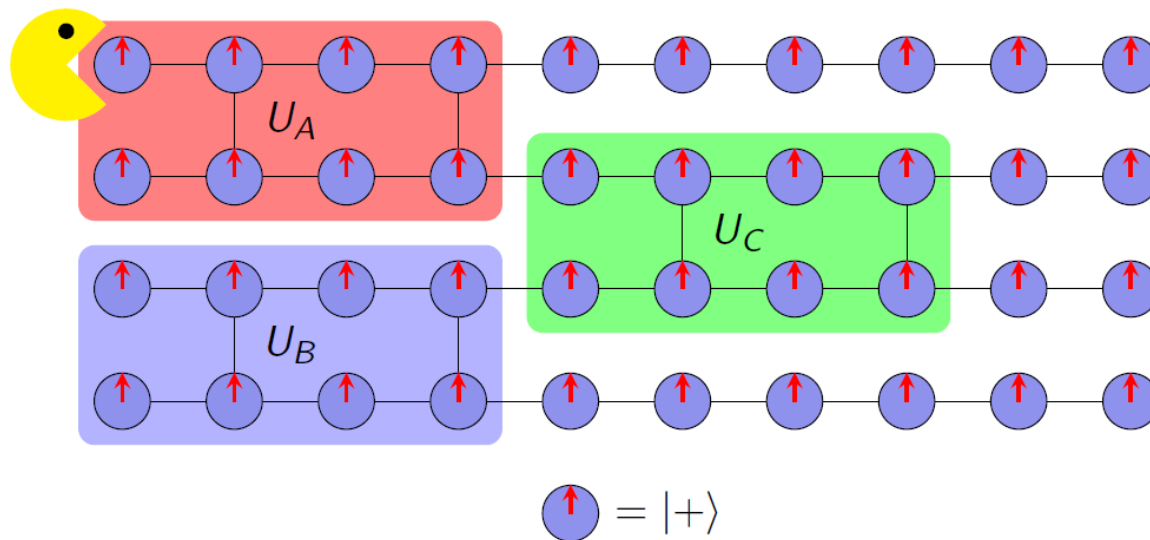 U_A
U_C
U_B
= |+⟩